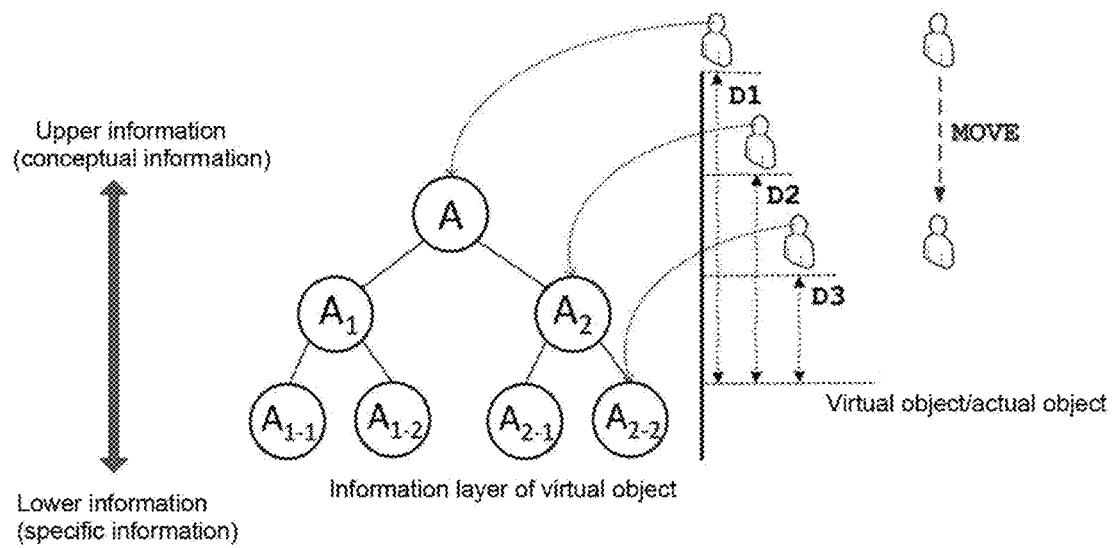 D1
Upper information
(conceptual information)
MOVE
D2
A
D3
A1
A2
Virtual object/actual object
A1-1
A1-2
A2-1
A2-2
Information layer of virtual object
Lower information
(specific information)